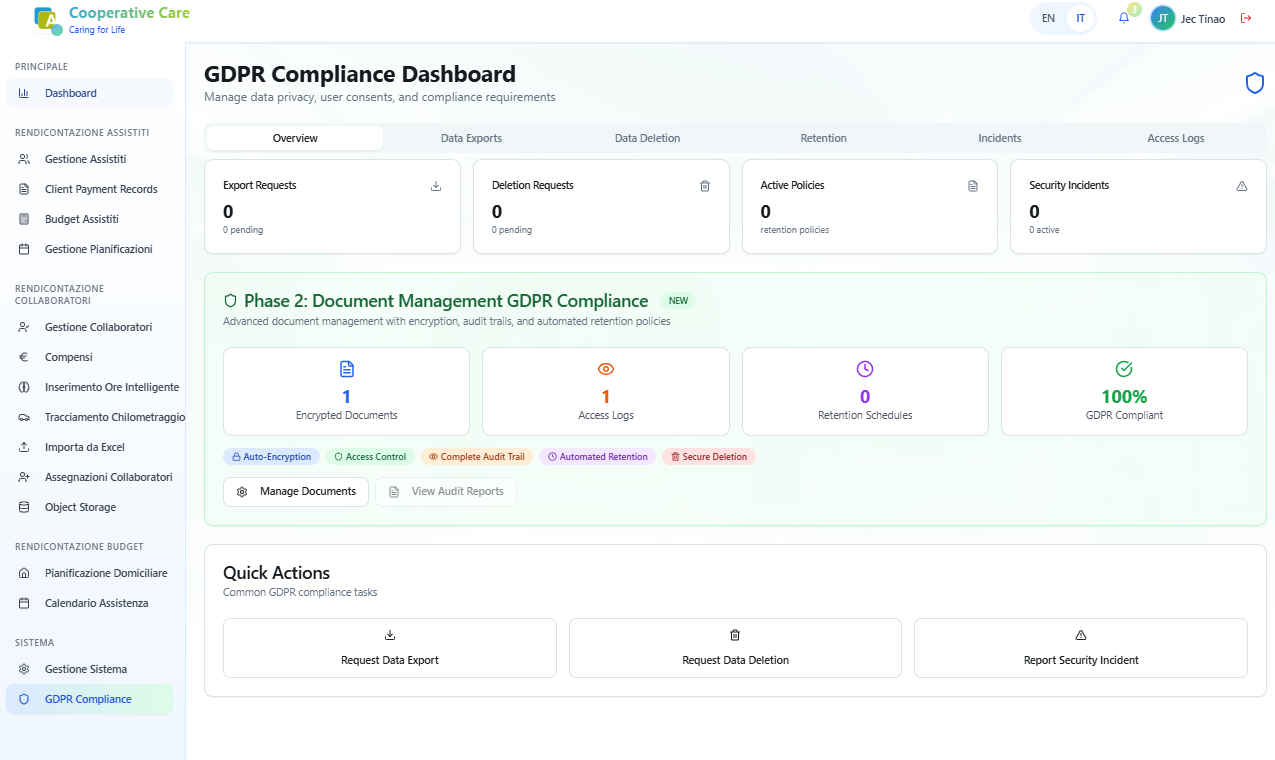 A
Cooperative Care
Caring for Life
EN IT
3
JT Jec Tinao
PRINCIPALE
Dashboard
RENDICONTAZIONE ASSISTITI
Gestione Assistiti
Client Payment Records
Budget Assistiti
Gestione Pianificazioni
RENDICONTAZIONE
COLLABORATORI
Gestione Collaboratori
Compensi
Inserimento Ore Intelligente
Tracciamento Chilometraggio
Importa da Excel
Assegnazioni Collaboratori
Object Storage
RENDICONTAZIONE BUDGET
Pianificazione Domiciliare
Calendario Assistenza
SISTEMA
Gestione Sistema
GDPR Compliance
GDPR Compliance Dashboard
Manage data privacy, user consents, and compliance requirements
Overview Data Exports Data Deletion Retention Incidents Access Logs
Export Requests
0
0 pending
Deletion Requests
0
0 pending
Active Policies
0
retention policies
Security Incidents
0
0 active
Phase 2: Document Management GDPR Compliance NEW
Advanced document management with encryption, audit trails, and automated retention policies
1
Encrypted Documents
1
Access Logs
0
Retention Schedules
100%
GDPR Compliant
Auto-Encryption Access Control Complete Audit Trail Automated Retention Secure Deletion
Manage Documents View Audit Reports
Quick Actions
Common GDPR compliance tasks
Request Data Export
Request Data Deletion
Report Security Incident